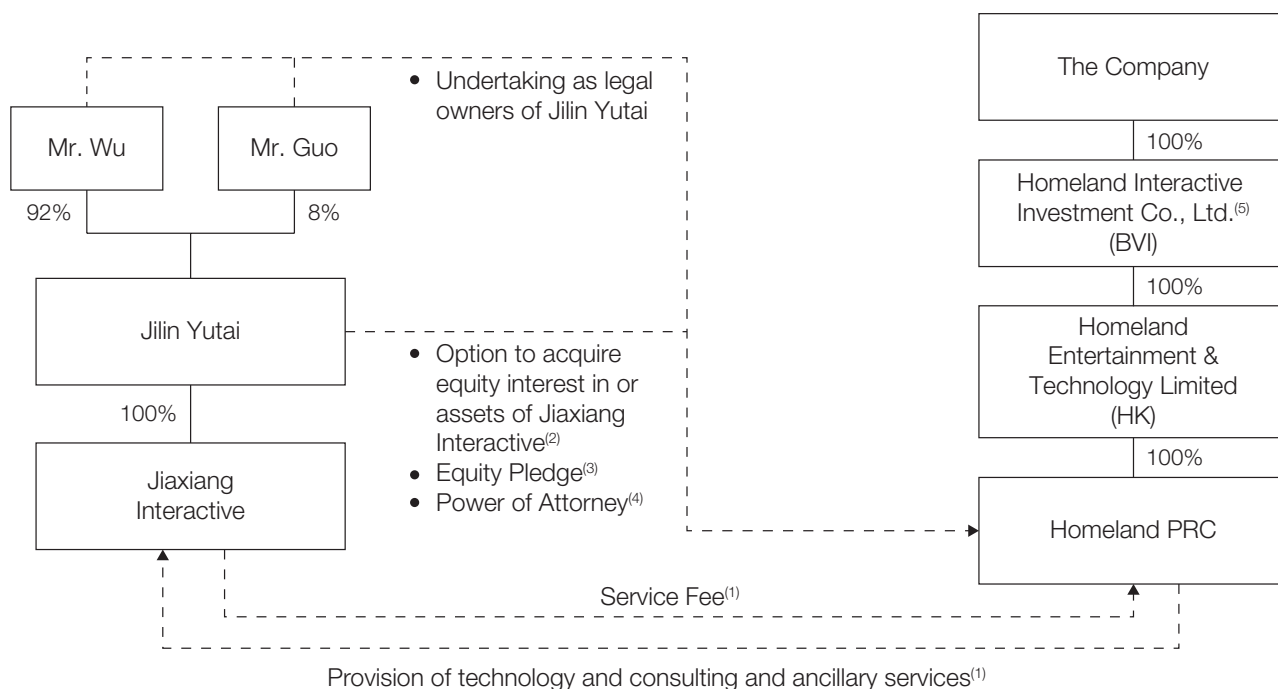 The Company
• Undertaking as legal
owners of Jilin Yutai
Mr. Wu
Mr. Guo
100%
92%
8%
Homeland Interactive
Investment Co., Ltd.(5)
(BVI)
100%
Jilin Yutai
Homeland
Entertainment &
Technology Limited
(HK)
• Option to acquire
equity interest in or
assets of Jiaxiang
Interactive(2)
• Equity Pledge(3)
• Power of Attorney(4)
100%
100%
Jiaxiang
Interactive
Homeland PRC
Service Fee(1)
Provision of technology and consulting and ancillary services(1)